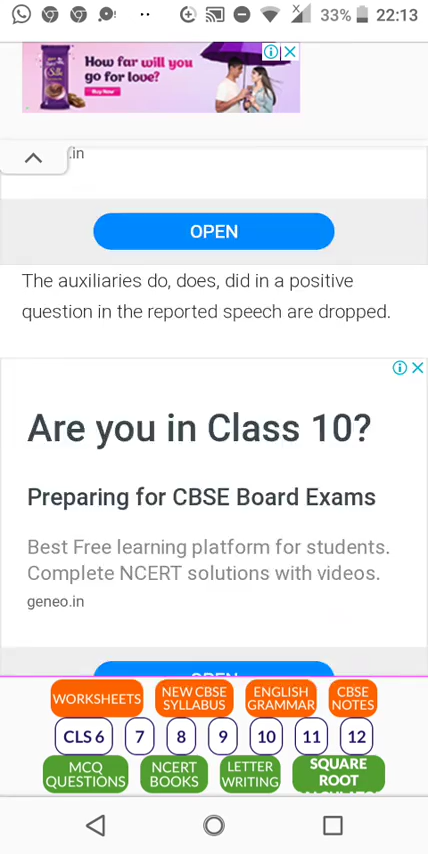 33% 22:13
How far will you
go for love?
Buy Now
.in
OPEN
The auxiliaries do, does, did in a positive
question in the reported speech are dropped.
Are you in Class 10?
Preparing for CBSE Board Exams
Best Free learning platform for students.
Complete NCERT solutions with videos.
geneo.in
OPEN
WORKSHEETS NEW CBSE SYLLABUS ENGLISH GRAMMAR CBSE NOTES
CLS 6 7 8 9 10 11 12
MCQ QUESTIONS NCERT BOOKS LETTER WRITING SQUARE ROOT